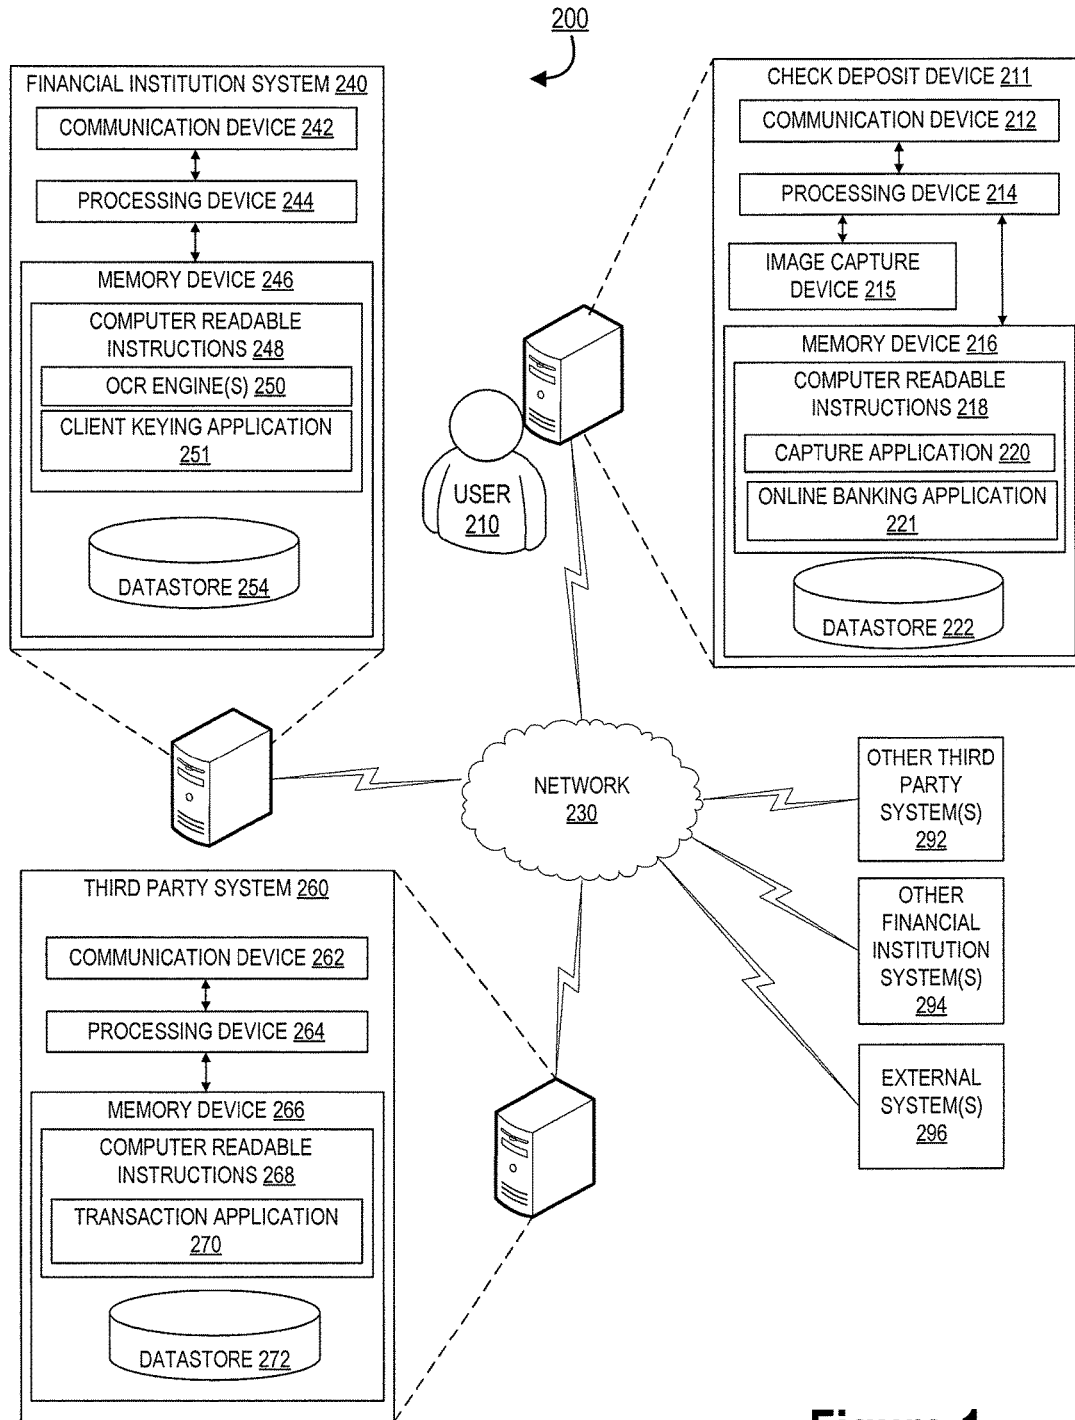 200
FINANCIAL INSTITUTION SYSTEM 240
COMMUNICATION DEVICE 242
PROCESSING DEVICE 244
MEMORY DEVICE 246
COMPUTER READABLE
INSTRUCTIONS 248
OCR ENGINE(S) 250
CLIENT KEYING APPLICATION
251
DATASTORE 254
CHECK DEPOSIT DEVICE 211
COMMUNICATION DEVICE 212
PROCESSING DEVICE 214
IMAGE CAPTURE
DEVICE 215
MEMORY DEVICE 216
COMPUTER READABLE
INSTRUCTIONS 218
CAPTURE APPLICATION 220
ONLINE BANKING APPLICATION
221
DATASTORE 222
USER
210
NETWORK
230
OTHER THIRD
PARTY
SYSTEM(S)
292
OTHER
FINANCIAL
INSTITUTION
SYSTEM(S)
294
EXTERNAL
SYSTEM(S)
296
THIRD PARTY SYSTEM 260
COMMUNICATION DEVICE 262
PROCESSING DEVICE 264
MEMORY DEVICE 266
COMPUTER READABLE
INSTRUCTIONS 268
TRANSACTION APPLICATION
270
DATASTORE 272
Figure 1